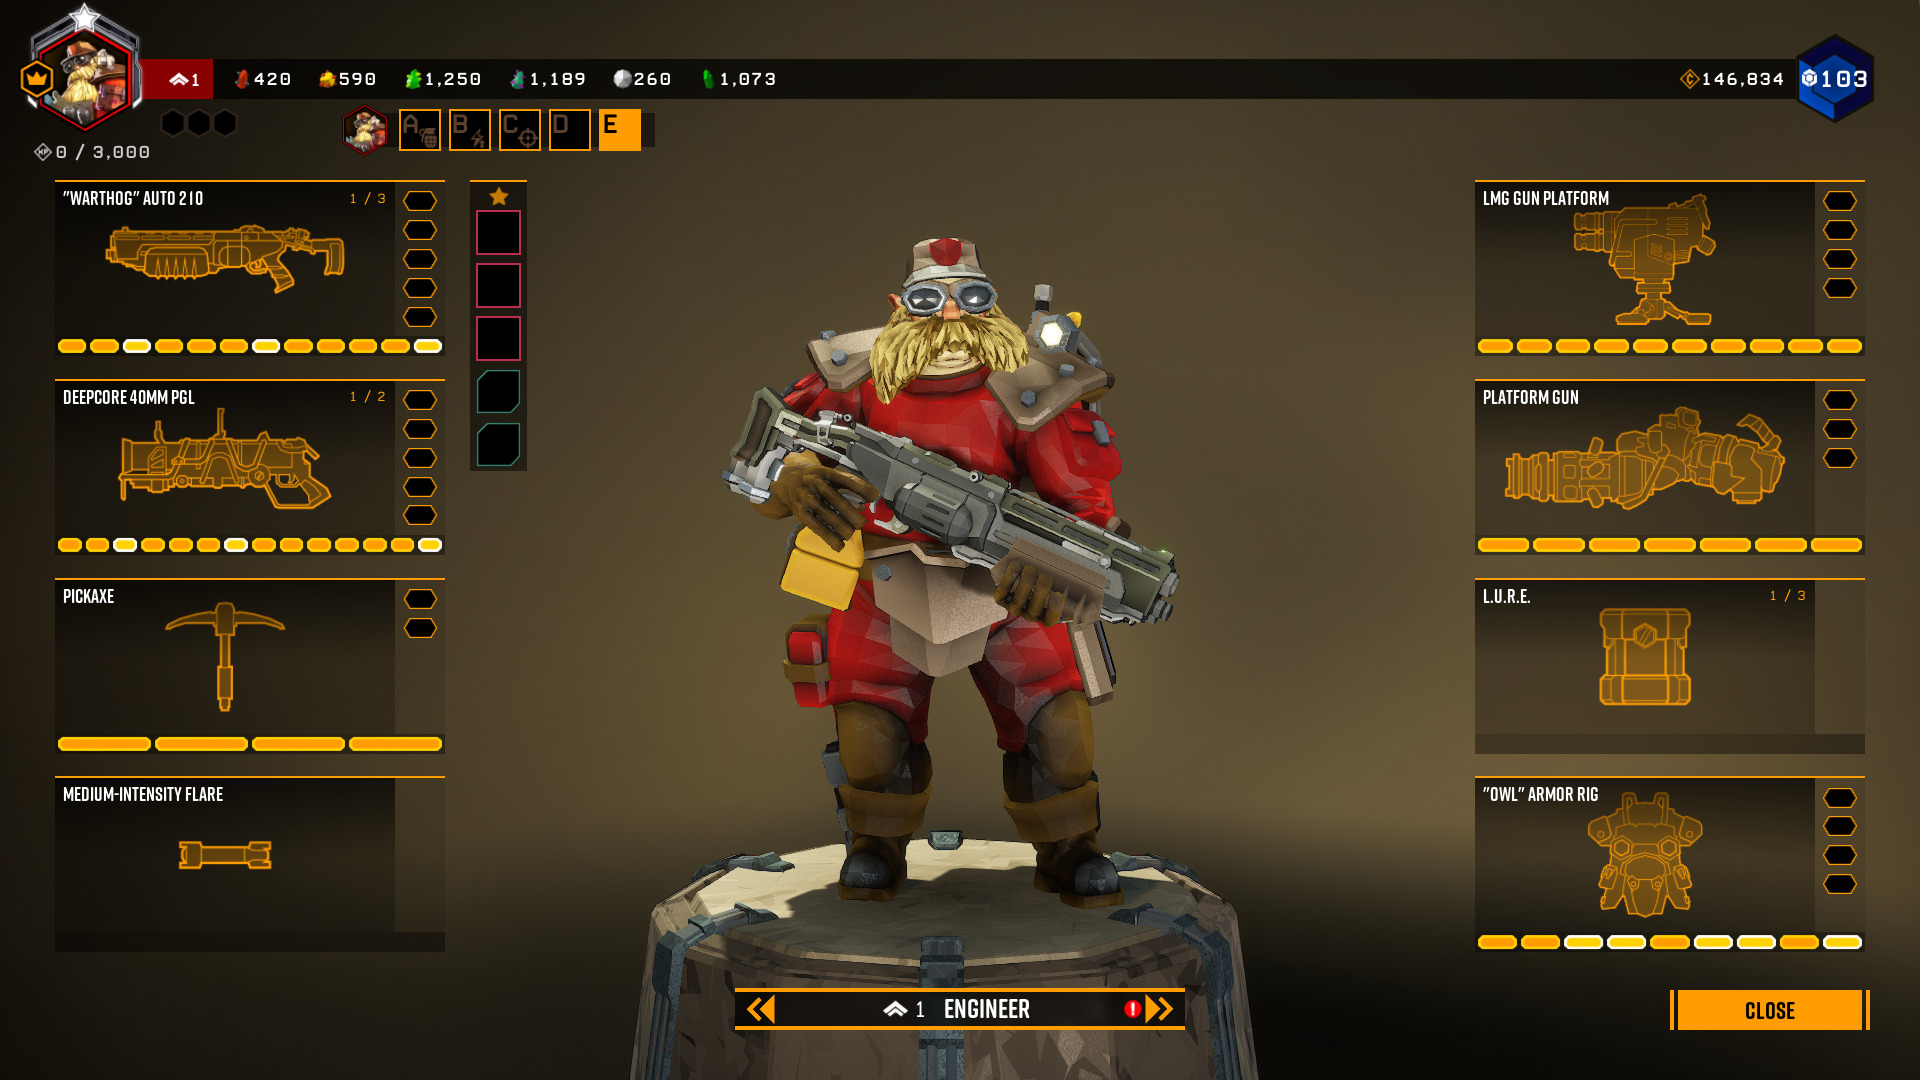 1 420 590 1,250 1,189 260 1,073 146,834 103
A B C D E
0 / 3,000
"WARTHOG" AUTO 210 1 / 3
LMG GUN PLATFORM
DEEPCORE 40MM PGL 1 / 2
PLATFORM GUN
PICKAXE
L.U.R.E. 1 / 3
MEDIUM-INTENSITY FLARE
"OWL" ARMOR RIG
1 ENGINEER !
CLOSE